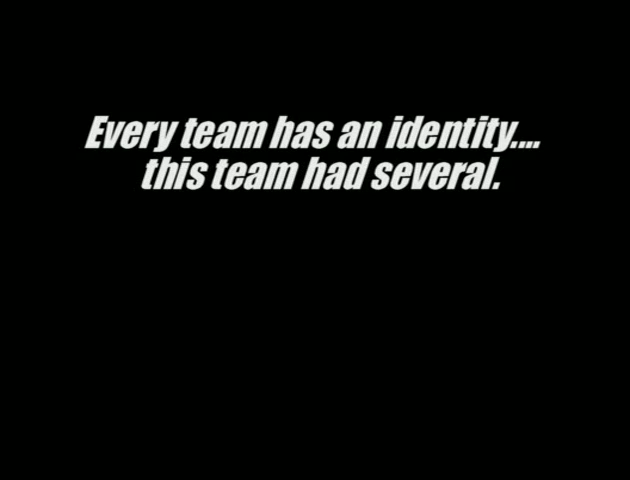 Every team has an identity....
this team had several.